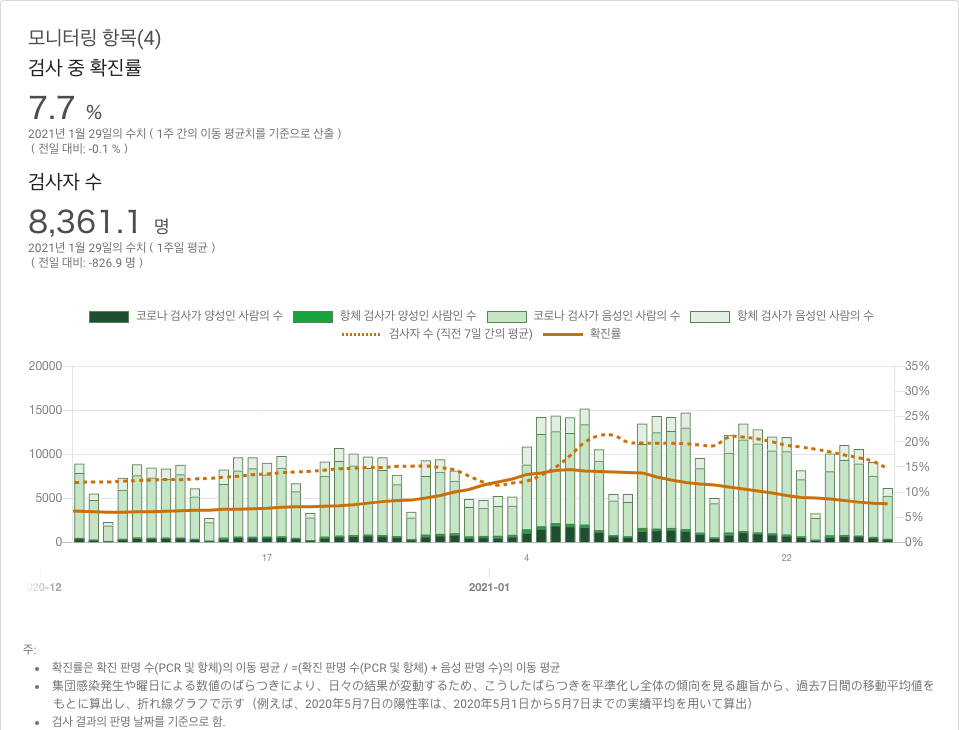 모니터링 항목(4)
검사 중 확진률
7.7 %
2021년 1월 29일의 수치 ( 1주 간의 이동 평균치를 기준으로 산출 )
( 전일 대비: -0.1 % )
검사자 수
8,361.1 명
2021년 1월 29일의 수치 ( 1주일 평균 )
( 전일 대비: -826.9 명 )
코로나 검사가 양성인 사람의 수 항체 검사가 양성인 사람인 수 코로나 검사가 음성인 사람의 수 항체 검사가 음성인 사람의 수
검사자 수 (직전 7일 간의 평균) 확진률
20000 35%
30%
15000 25%
10000 20%
15%
5000 10%
5%
0 0%
17 4 22
020-12 2021-01
주:
확진률은 확진 판명 수(PCR 및 항체)의 이동 평균 / =(확진 판명 수(PCR 및 항체) + 음성 판명 수)의 이동 평균
集団感染発生や曜日による数値のばらつきにより、日々の結果が変動するため、こうしたばらつきを平準化し全体の傾向を見る趣旨から、過去7日間の移動平均値を
もとに算出し、折れ線グラフで示す（例えば、2020年5月7日の陽性率は、2020年5月1日から5月7日までの実績平均を用いて算出）
검사 결과의 판명 날짜를 기준으로 함.